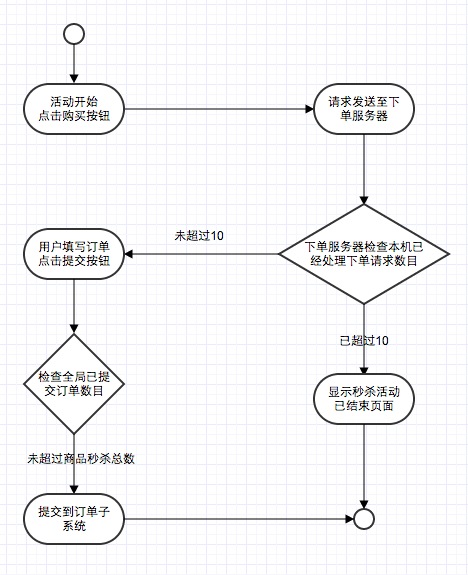 活动开始
点击购买按钮
请求发送至下
单服务器
未超过10
用户填写订单
点击提交按钮
下单服务器检查本机已
经处理下单请求数目
已超过10
检查全局已提
交订单数目
显示秒杀活动
已结束页面
未超过商品秒杀总数
提交到订单子
系统